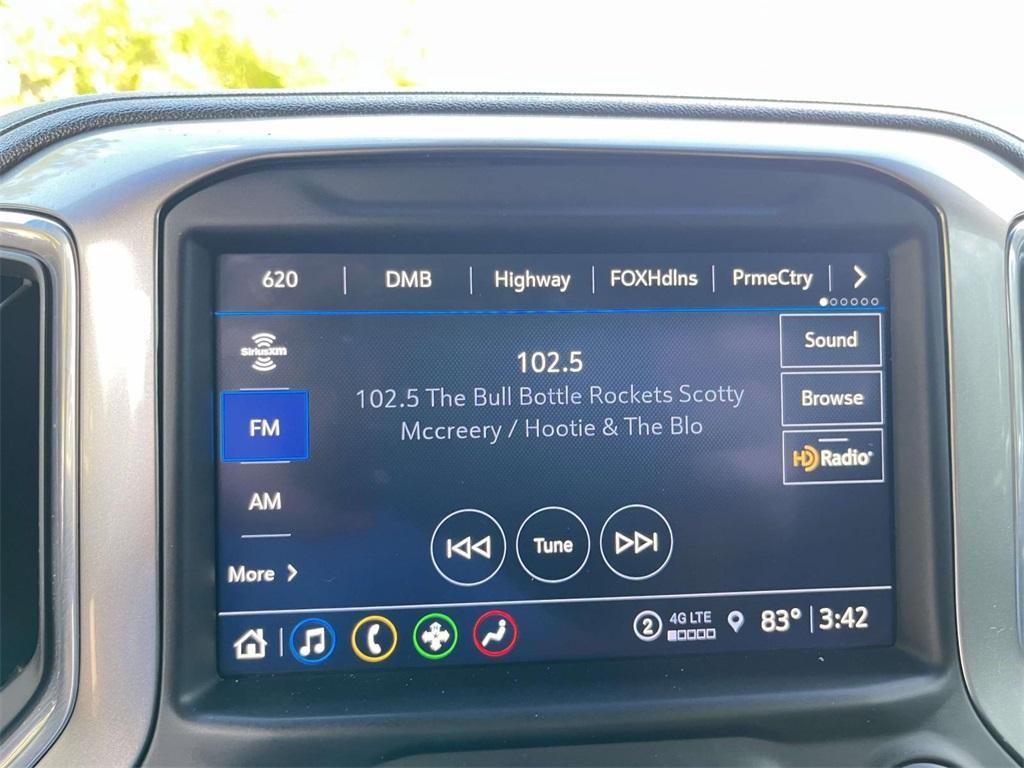 620 DMB Highway FOXHdlns PrmeCtry
SiriusXM
FM
AM
More
102.5
102.5 The Bull Bottle Rockets Scotty
Mccreery / Hootie & The Blo
Sound
Browse
HD Radio
Tune
2 4G LTE 83° 3:42